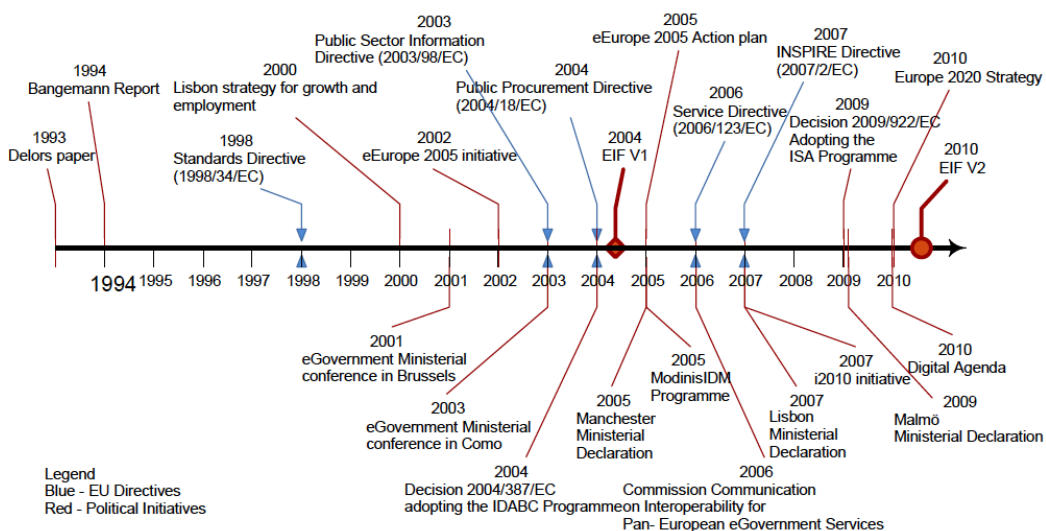 1993
Delors paper
1994
Bangemann Report
1998
Standards Directive
(1998/34/EC)
2000
Lisbon strategy for growth and
employment
2002
eEurope 2005 initiative
2003
Public Sector Information
Directive (2003/98/EC)
2004
Public Procurement Directive
(2004/18/EC)
2004
EIF V1
2005
eEurope 2005 Action plan
2006
Service Directive
(2006/123/EC)
2007
INSPIRE Directive
(2007/2/EC)
2009
Decision 2009/922/EC
Adopting the
ISA Programme
2010
Europe 2020 Strategy
2010
EIF V2
1994 1995 1996 1997 1998 1999 2000 2001 2002 2003 2004 2005 2006 2007 2008 2009 2010
2001
eGovernment Ministerial
conference in Brussels
2003
eGovernment Ministerial
conference in Como
2004
Decision 2004/387/EC
adopting the IDABC Programme
2005
Manchester
Ministerial
Declaration
2005
ModinisIDM
Programme
2006
Commission Communication
on Interoperability for
Pan- European eGovernment Services
2007
Lisbon
Ministerial
Declaration
2007
i2010 initiative
2009
Malmö
Ministerial Declaration
2010
Digital Agenda
Legend
Blue - EU Directives
Red - Political Initiatives